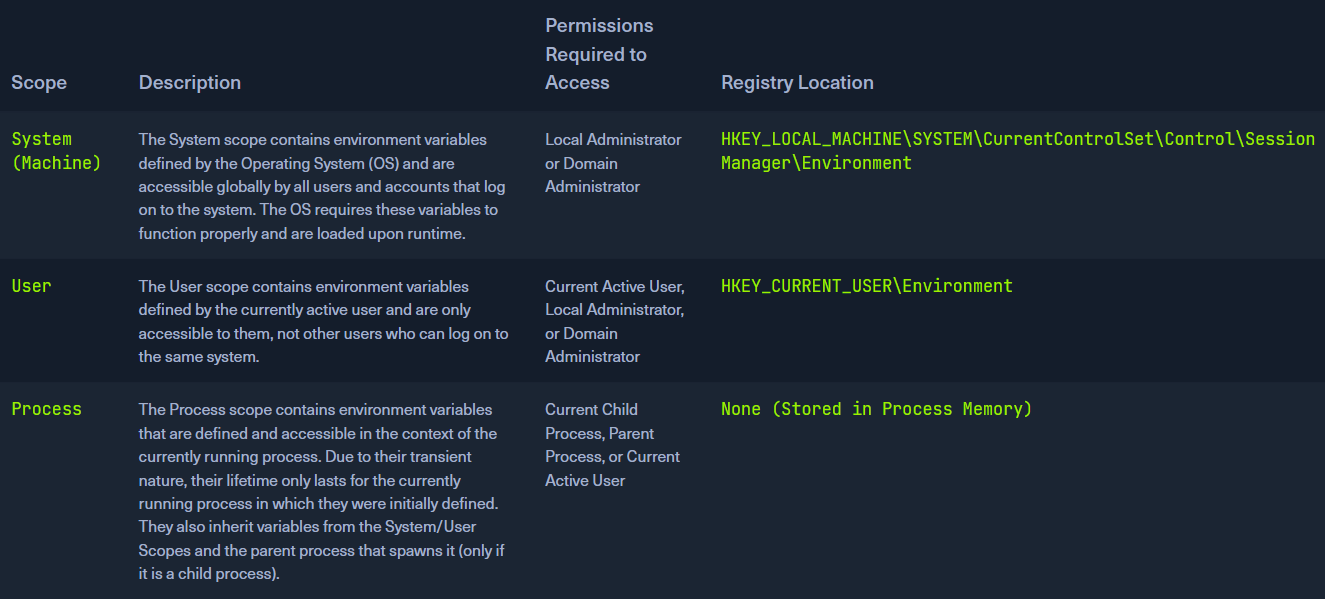 Scope
Description
Permissions
Required to
Access
Registry Location
System
(Machine)
The System scope contains environment variables
defined by the Operating System (OS) and are
accessible globally by all users and accounts that log
on to the system. The OS requires these variables to
function properly and are loaded upon runtime.
Local Administrator
or Domain
Administrator
HKEY_LOCAL_MACHINE\SYSTEM\CurrentControlSet\Control\Session
Manager\Environment
User
The User scope contains environment variables
defined by the currently active user and are only
accessible to them, not other users who can log on to
the same system.
Current Active User,
Local Administrator,
or Domain
Administrator
HKEY_CURRENT_USER\Environment
Process
The Process scope contains environment variables
that are defined and accessible in the context of the
currently running process. Due to their transient
nature, their lifetime only lasts for the currently
running process in which they were initially defined.
They also inherit variables from the System/User
Scopes and the parent process that spawns it (only if
it is a child process).
Current Child
Process, Parent
Process, or Current
Active User
None (Stored in Process Memory)